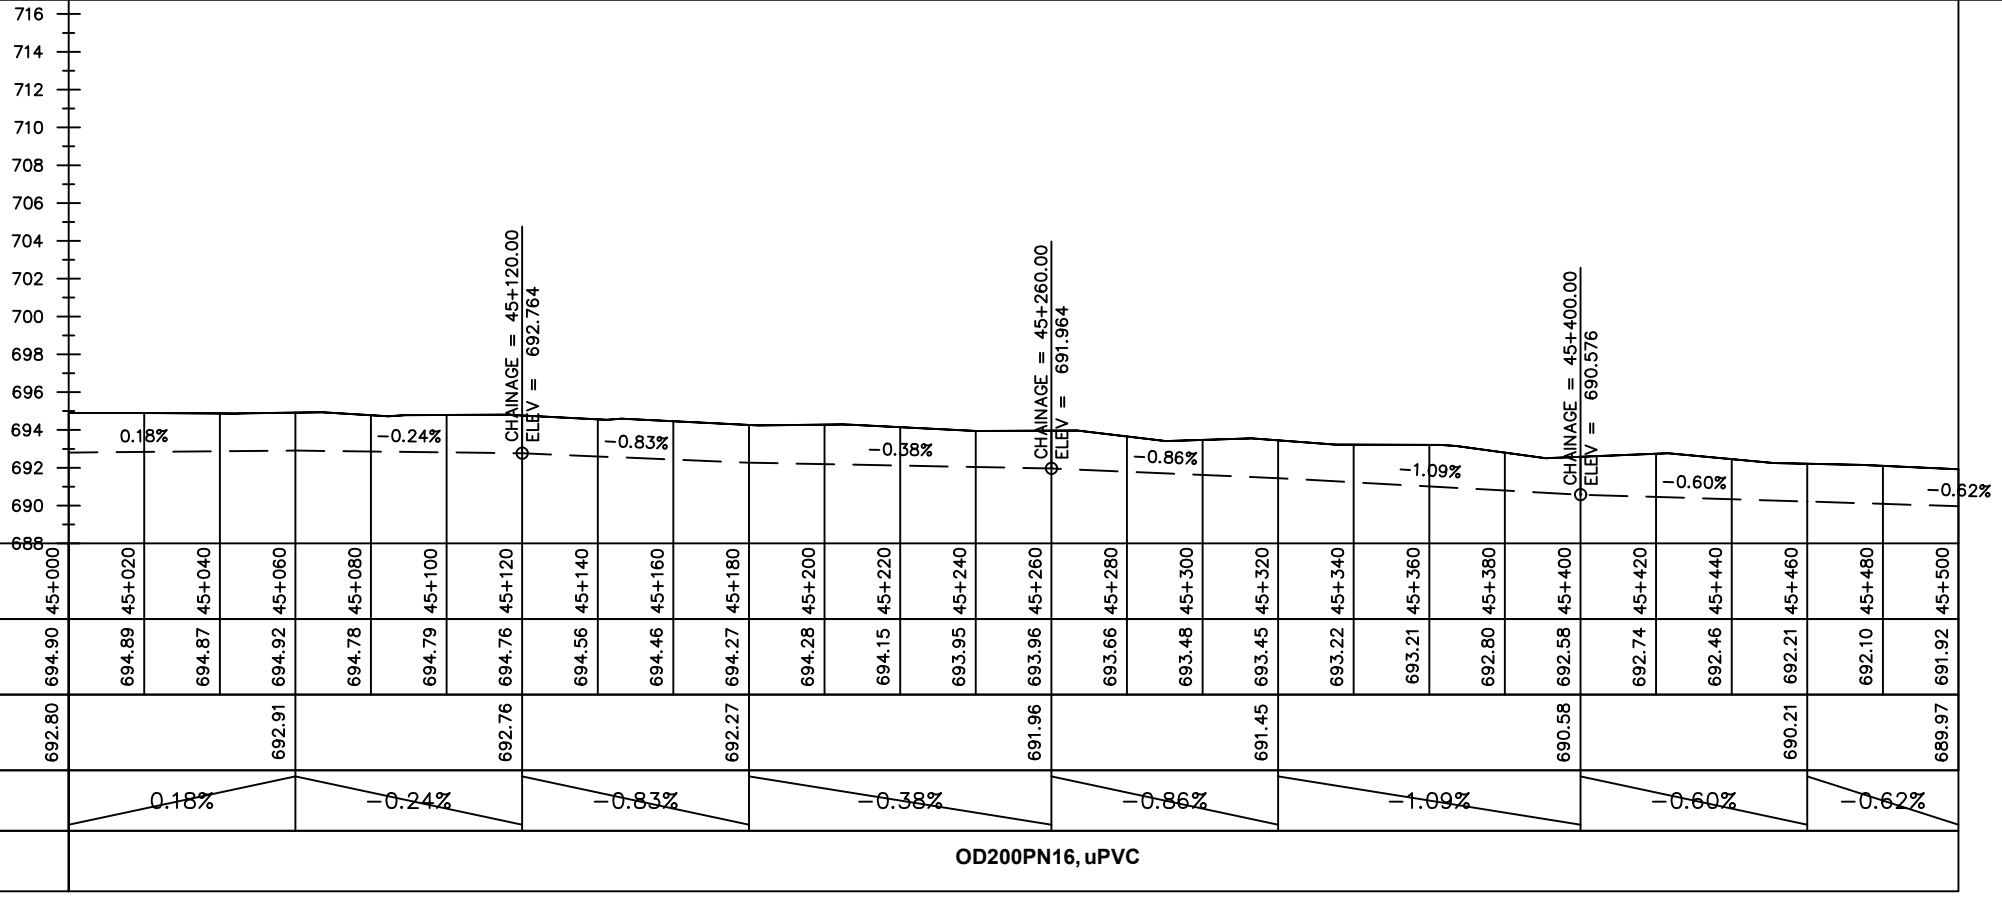 716
714
712
710
708
706
704
702
700
698
696
694
692
690
688
CHAINAGE = 45+120.00
ELEV = 692.764
CHAINAGE = 45+260.00
ELEV = 691.964
CHAINAGE = 45+400.00
ELEV = 690.576
0.18% -0.24% -0.83% -0.38% -0.86% -1.09% -0.60% -0.62%
45+000 45+020 45+040 45+060 45+080 45+100 45+120 45+140 45+160 45+180 45+200 45+220 45+240 45+260 45+280 45+300 45+320 45+340 45+360 45+380 45+400 45+420 45+440 45+460 45+480 45+500
694.90 694.89 694.87 694.92 694.78 694.79 694.76 694.56 694.46 694.27 694.28 694.15 693.95 693.96 693.66 693.48 693.45 693.22 693.21 692.80 692.58 692.74 692.46 692.21 692.10 691.92
692.80 692.91 692.76 692.27 691.96 691.45 690.58 690.21 689.97
0.18% -0.24% -0.83% -0.38% -0.86% -1.09% -0.60% -0.62%
OD200PN16, uPVC